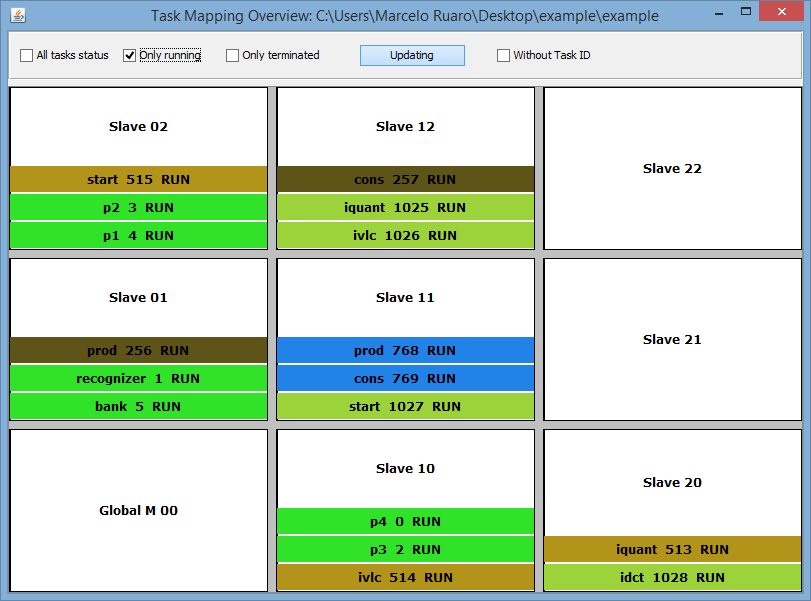 Task Mapping Overview: C:\Users\Marcelo Ruaro\Desktop\example\example
All tasks status Only running Only terminated Updating Without Task ID
Slave 02
start 515 RUN
p2 3 RUN
p1 4 RUN
Slave 12
cons 257 RUN
iquant 1025 RUN
ivlc 1026 RUN
Slave 22
Slave 01
prod 256 RUN
recognizer 1 RUN
bank 5 RUN
Slave 11
prod 768 RUN
cons 769 RUN
start 1027 RUN
Slave 21
Global M 00
Slave 10
p4 0 RUN
p3 2 RUN
ivlc 514 RUN
Slave 20
iquant 513 RUN
idct 1028 RUN